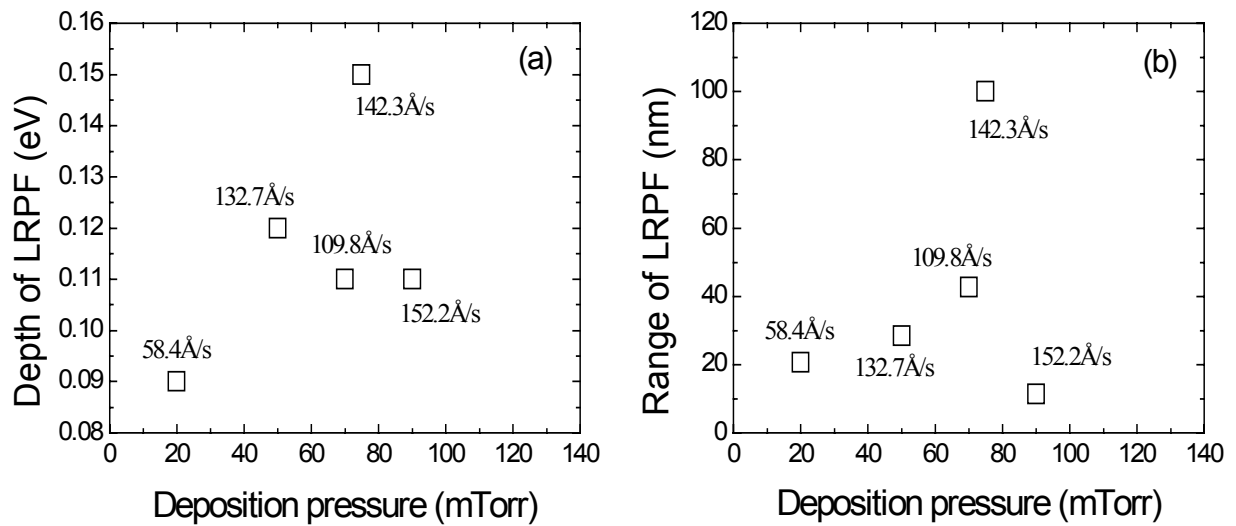 (a)
Depth of LRPF (eV)
0.16
0.15
0.14
0.13
0.12
0.11
0.10
0.09
0.08
142.3Å/s
132.7Å/s
109.8Å/s
152.2Å/s
58.4Å/s
0 20 40 60 80 100 120 140
Deposition pressure (mTorr)
(b)
Range of LRPF (nm)
120
100
80
60
40
20
0
142.3Å/s
109.8Å/s
58.4Å/s
132.7Å/s
152.2Å/s
0 20 40 60 80 100 120 140
Deposition pressure (mTorr)